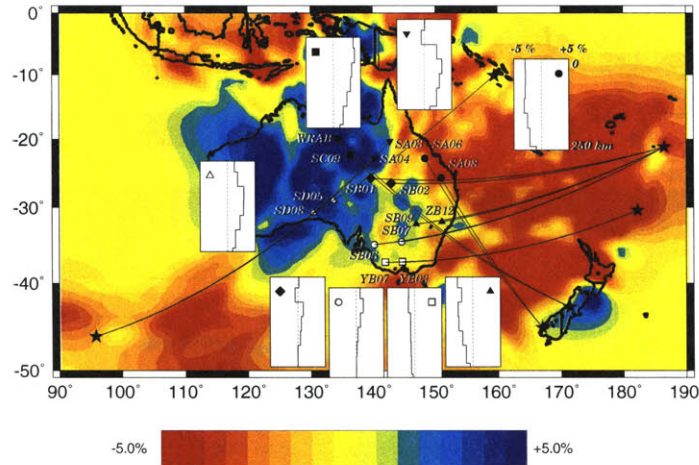 0°
-10°
-20°
-30°
-40°
-50°
-5 % +5 %
0
250 km
WRAB
SA03 SA06
SC09 SA04 SA08
SB01 SB02
SD05
SD08
SB09 ZB12
SB07
YB07 YB09
90° 100° 110° 120° 130° 140° 150° 160° 170° 180° 190°
-5.0% +5.0%